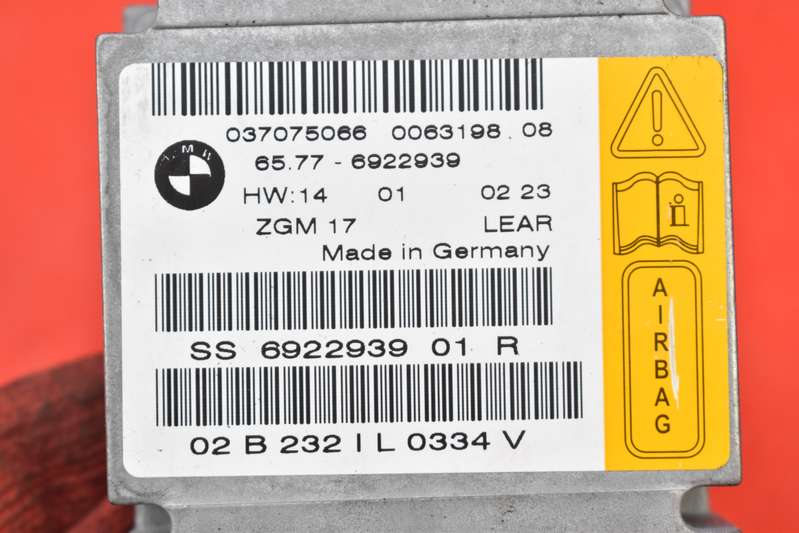 037075066 0063198.08
65.77 - 6922939
BMW
HW:14 01 02 23
ZGM 17 LEAR
Made in Germany
SS 6922939 01 R
02 B 232 I L 0334 V
!
i
AIRBAG